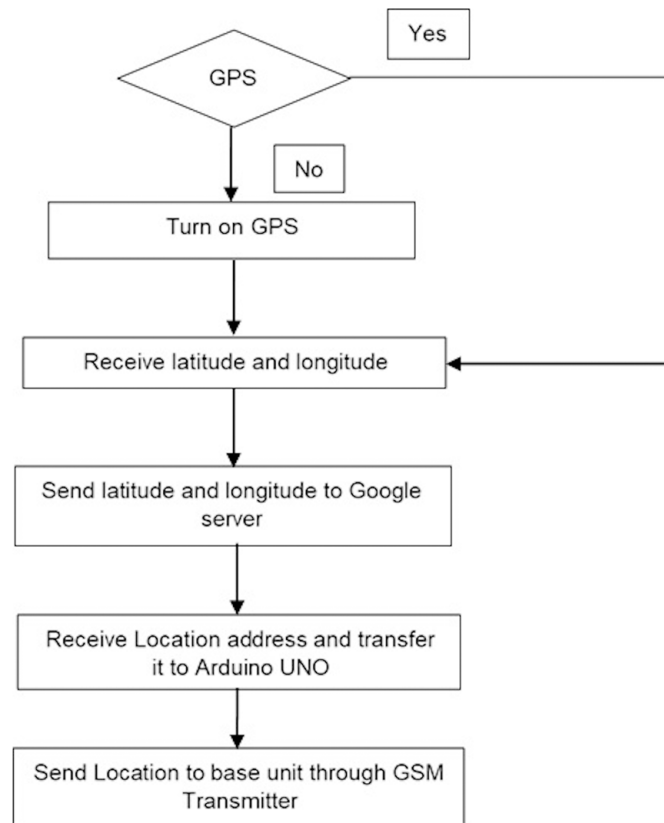 Yes
GPS
No
Turn on GPS
Receive latitude and longitude
Send latitude and longitude to Google
server
Receive Location address and transfer
it to Arduino UNO
Send Location to base unit through GSM
Transmitter